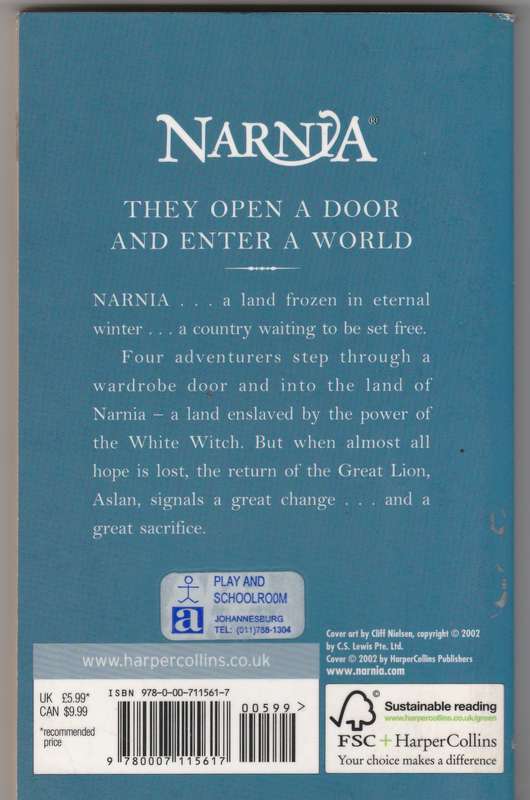 NARNIA®
THEY OPEN A DOOR
AND ENTER A WORLD
NARNIA . . . a land frozen in eternal
winter . . . a country waiting to be set free.
Four adventurers step through a
wardrobe door and into the land of
Narnia – a land enslaved by the power of
the White Witch. But when almost all
hope is lost, the return of the Great Lion,
Aslan, signals a great change . . . and a
great sacrifice.
PLAY AND
SCHOOLROOM
a
JOHANNESBURG
TEL: (011)788-1304
Cover art by Cliff Nielsen, copyright © 2002
by C.S. Lewis Pte. Ltd.
Cover © 2002 by HarperCollins Publishers
www.narnia.com
www.harpercollins.co.uk
UK £5.99*
CAN $9.99
*recommended
price
ISBN 978-0-00-711561-7
00599 >
9 780007 115617
©
Sustainable reading
www.harpercollins.co.uk/green
FSC + HarperCollins
Your choice makes a difference